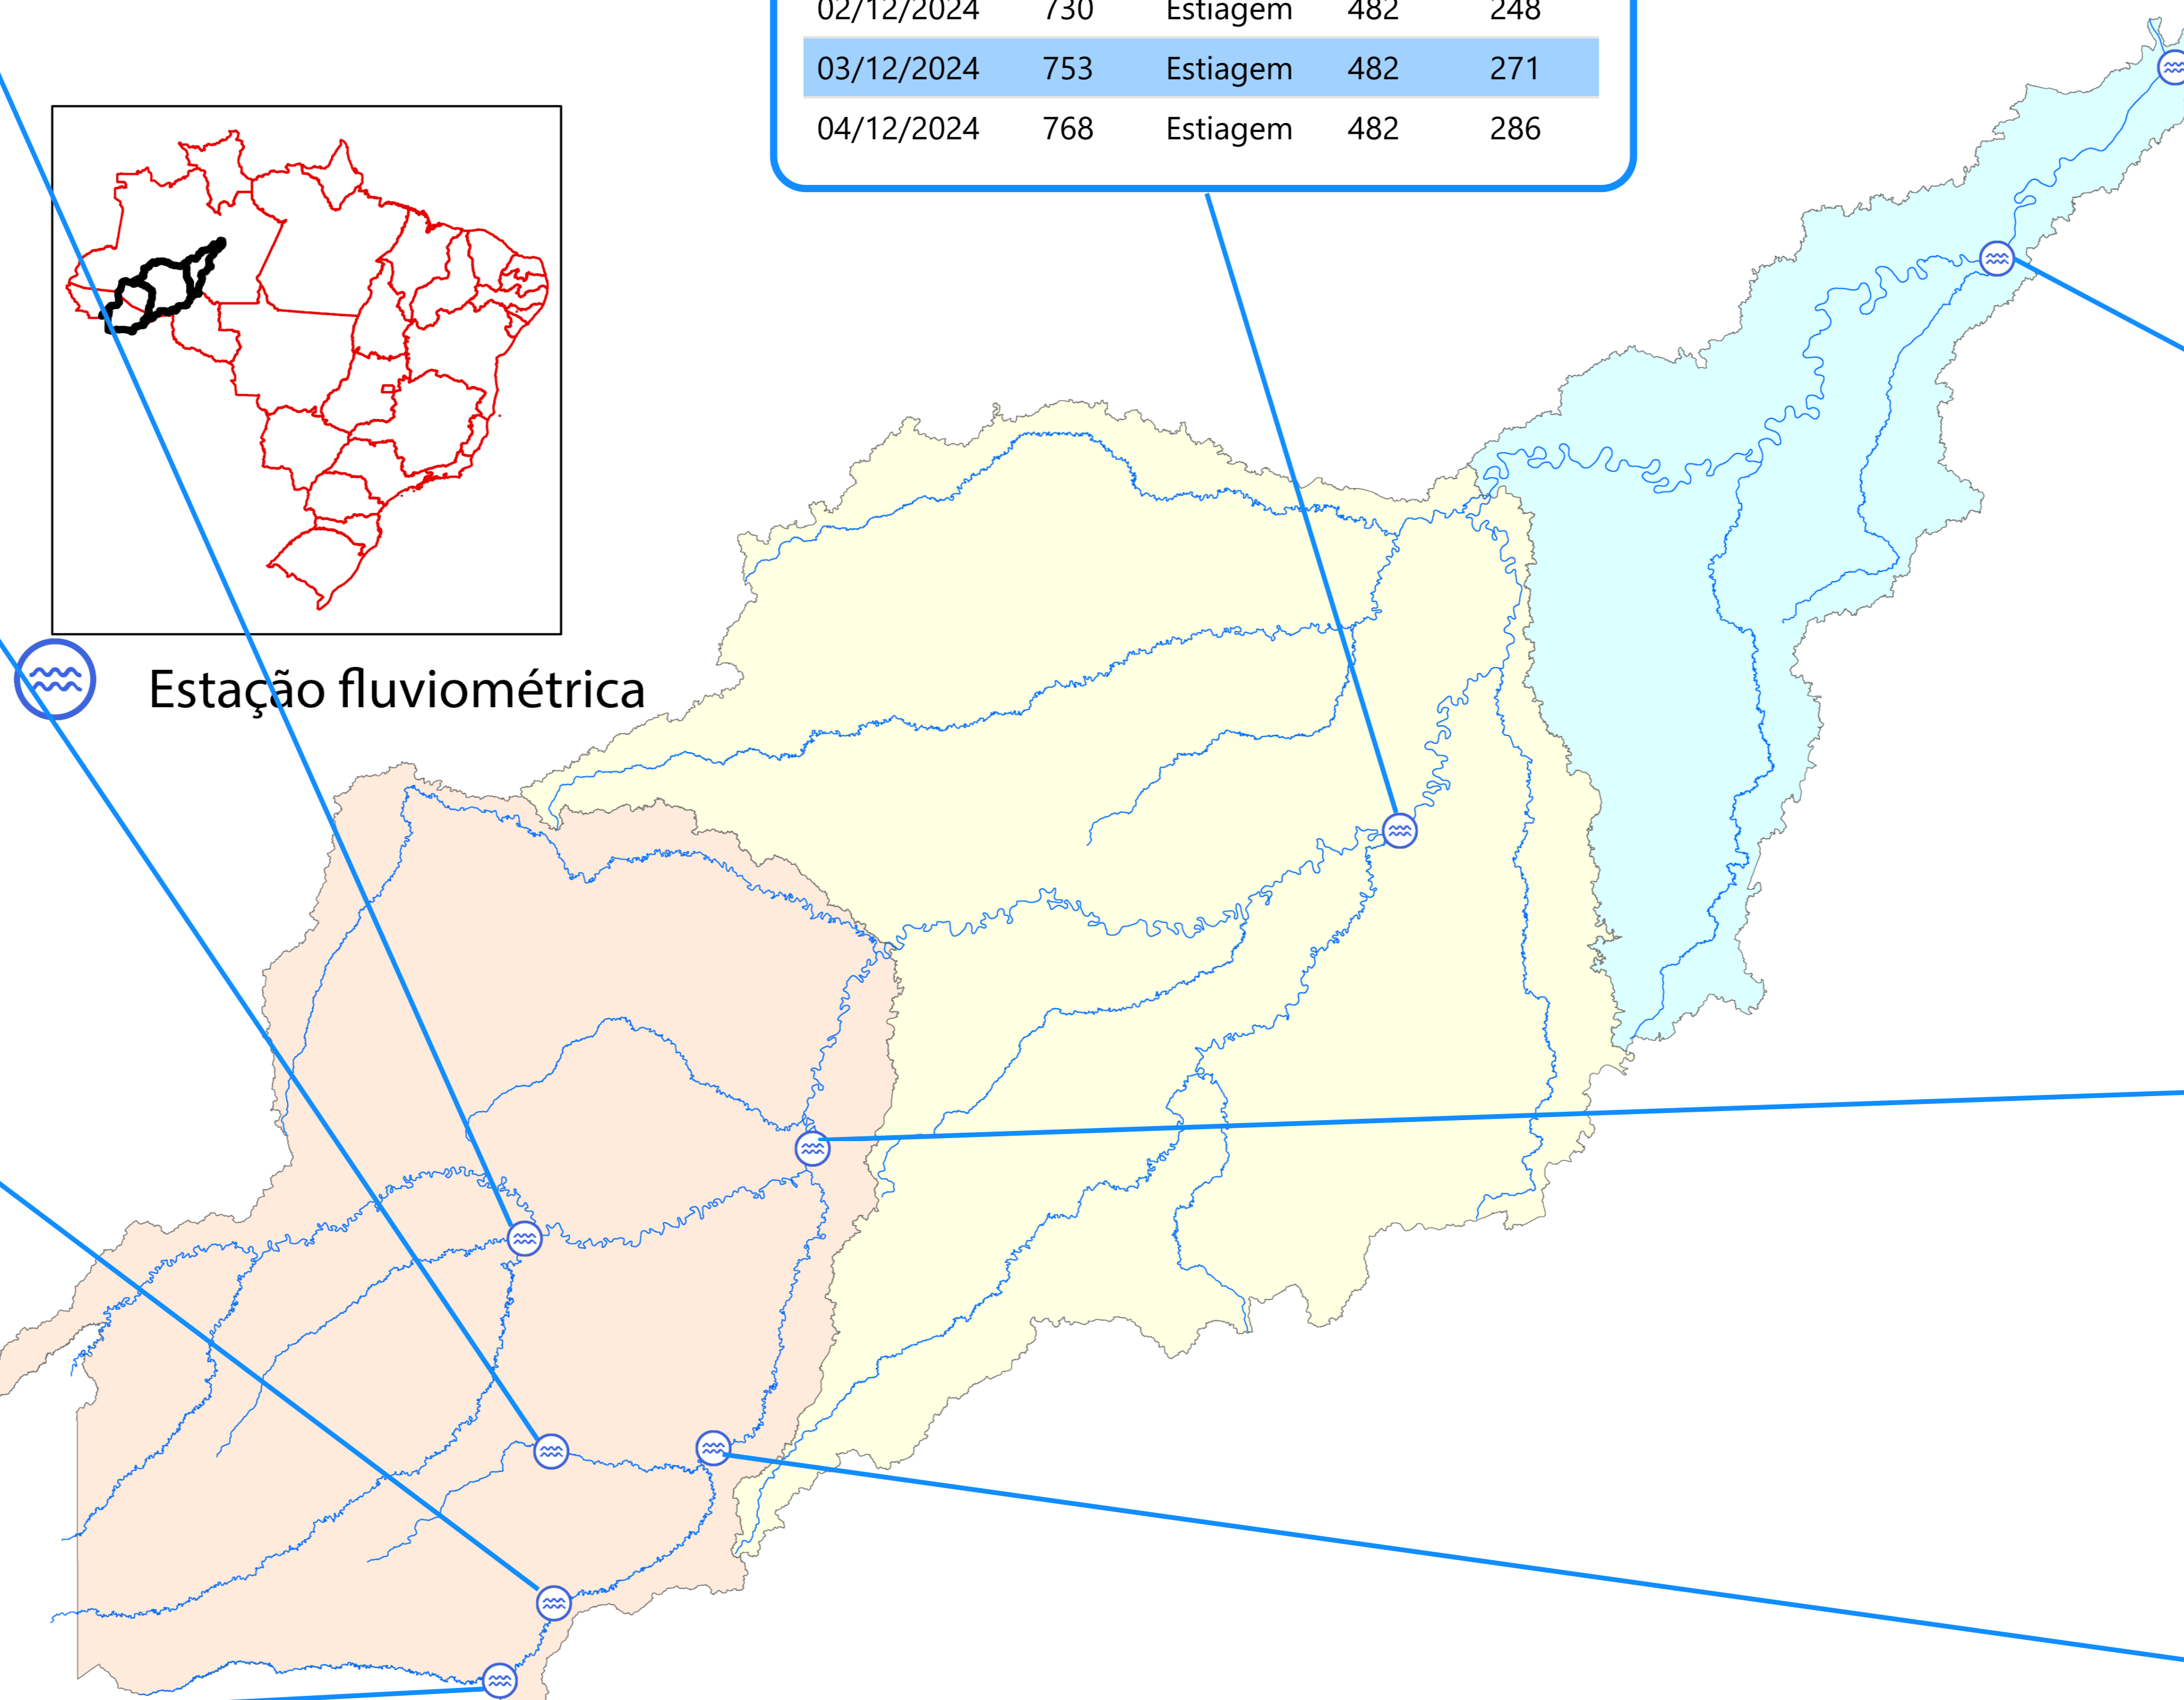 02/12/2024 730 Estiagem 482 248
03/12/2024 753 Estiagem 482 271
04/12/2024 768 Estiagem 482 286
Estação fluviométrica